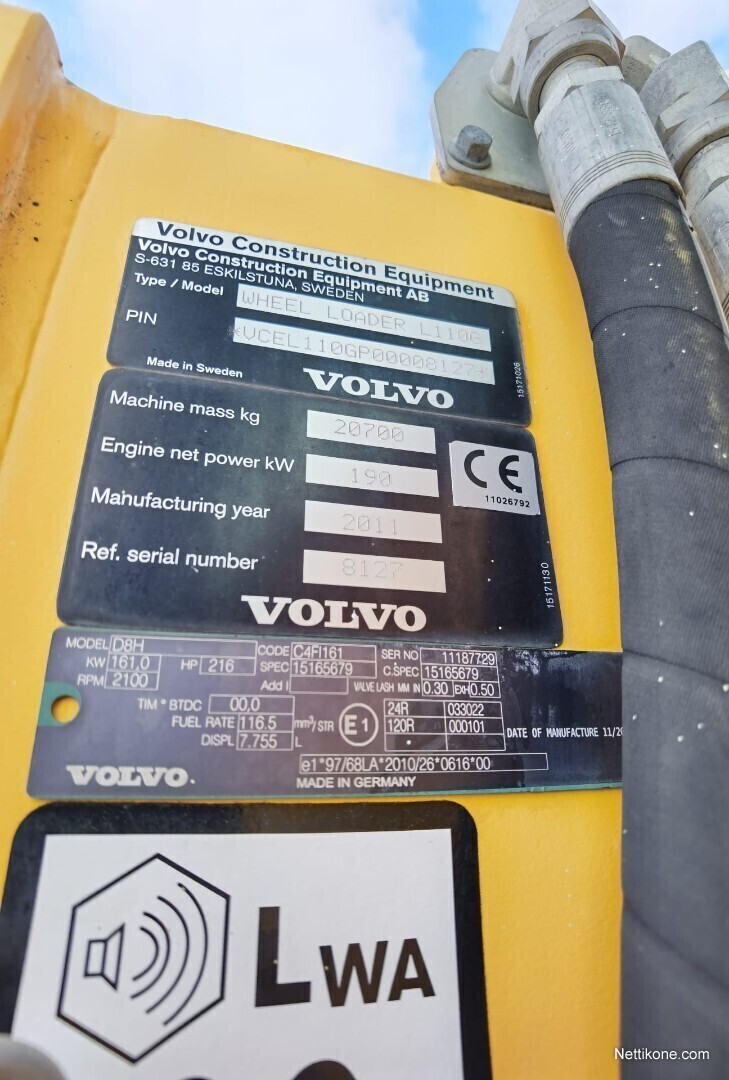 Volvo Construction Equipment
Volvo Construction Equipment AB
S-631 85 ESKILSTUNA, SWEDEN
Type / Model WHEEL LOADER L110G
PIN *VCEL110GP00008127*
Made in Sweden
VOLVO
15171026
Machine mass kg 20700
Engine net power kW 190
CE
11026792
Manufacturing year 2011
Ref. serial number 8127
15171130
VOLVO
MODEL D8H CODE C4FI161 SER NO 11187729
KW 161,0 HP 216 SPEC 15165679 C.SPEC 15165679
RPM 2100 Add I VALVE LASH MM IN 0.30 EXH 0.50
TIM ° BTDC 00,0 E1 24R 033022
FUEL RATE 116.5 mm³/STR 120R 000101 DATE OF MANUFACTURE 11/20
DISPL 7.755 L
e1*97/68LA*2010/26*0616*00
VOLVO
MADE IN GERMANY
LWA
Nettikone.com